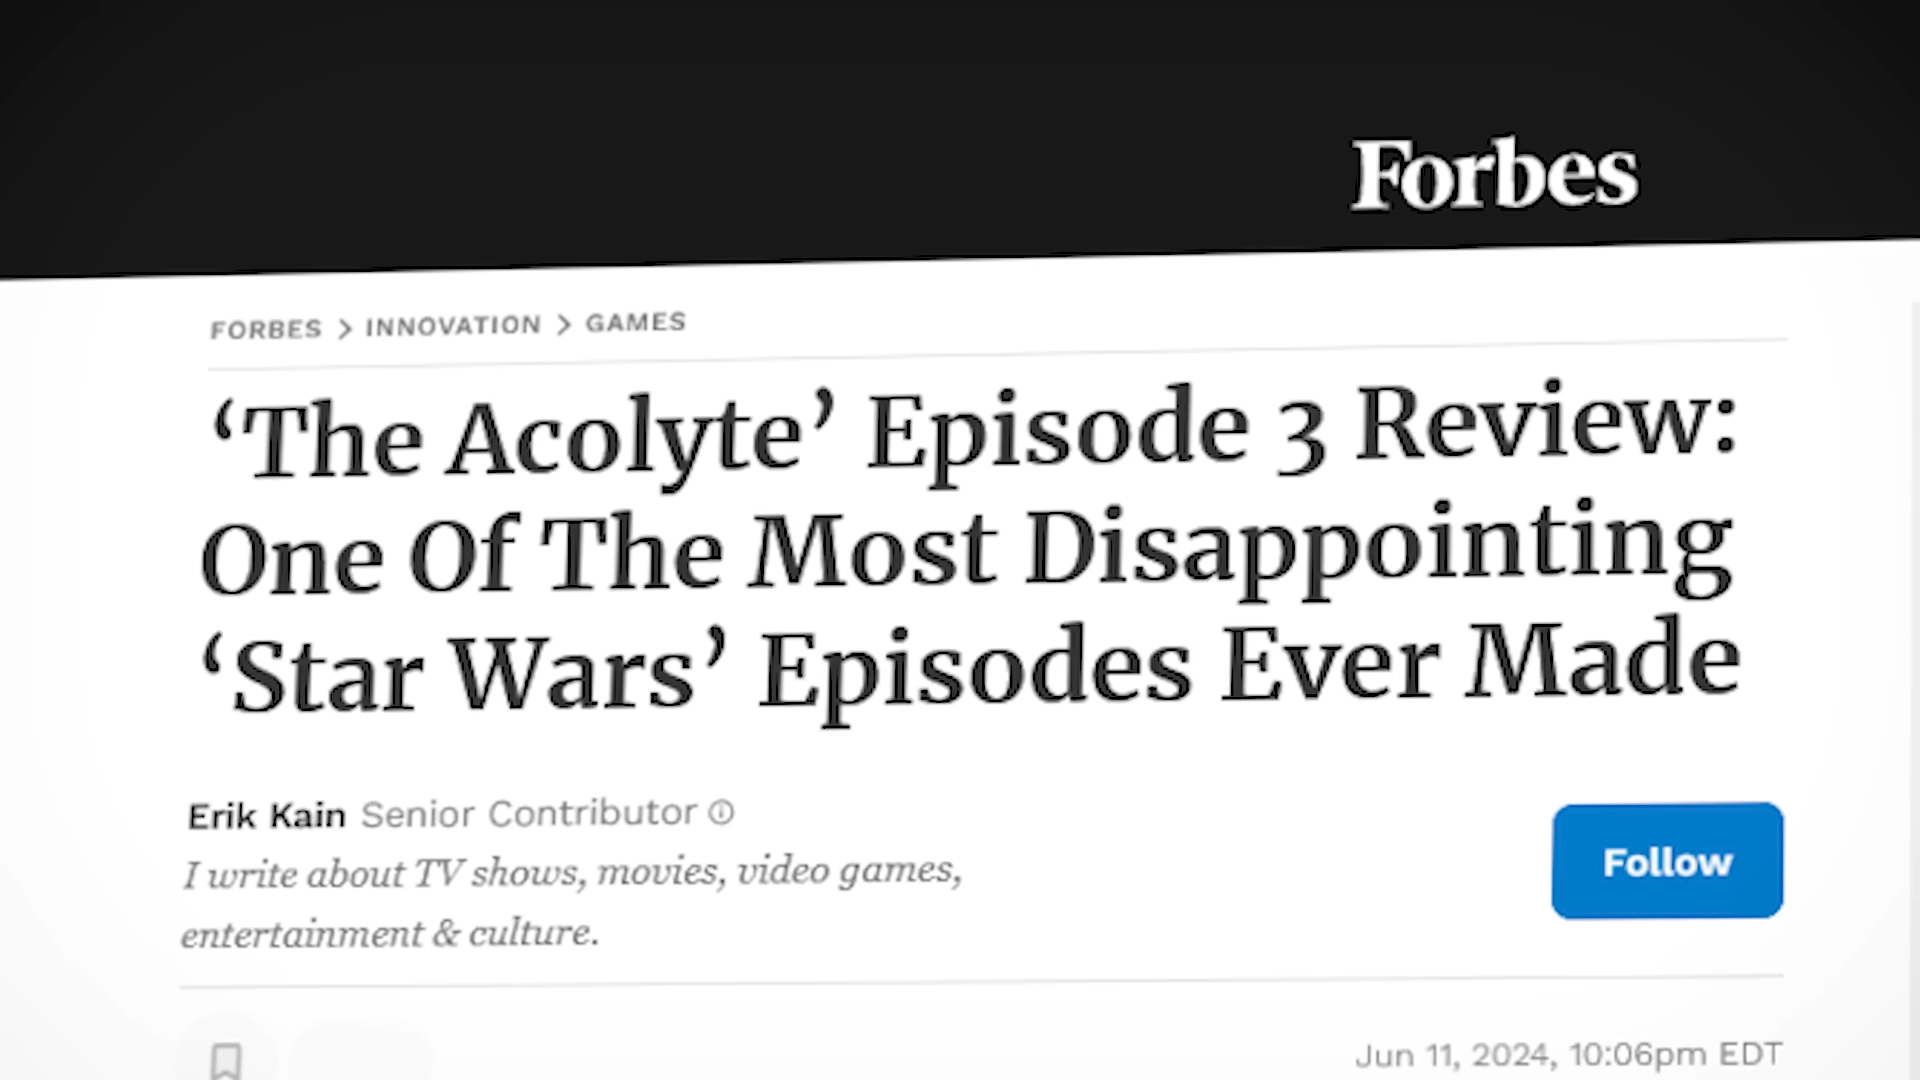 Forbes
FORBES > INNOVATION > GAMES
‘The Acolyte’ Episode 3 Review:
One Of The Most Disappointing
‘Star Wars’ Episodes Ever Made
Erik Kain Senior Contributor
I write about TV shows, movies, video games,
entertainment & culture.
Follow
Jun 11, 2024, 10:06pm EDT